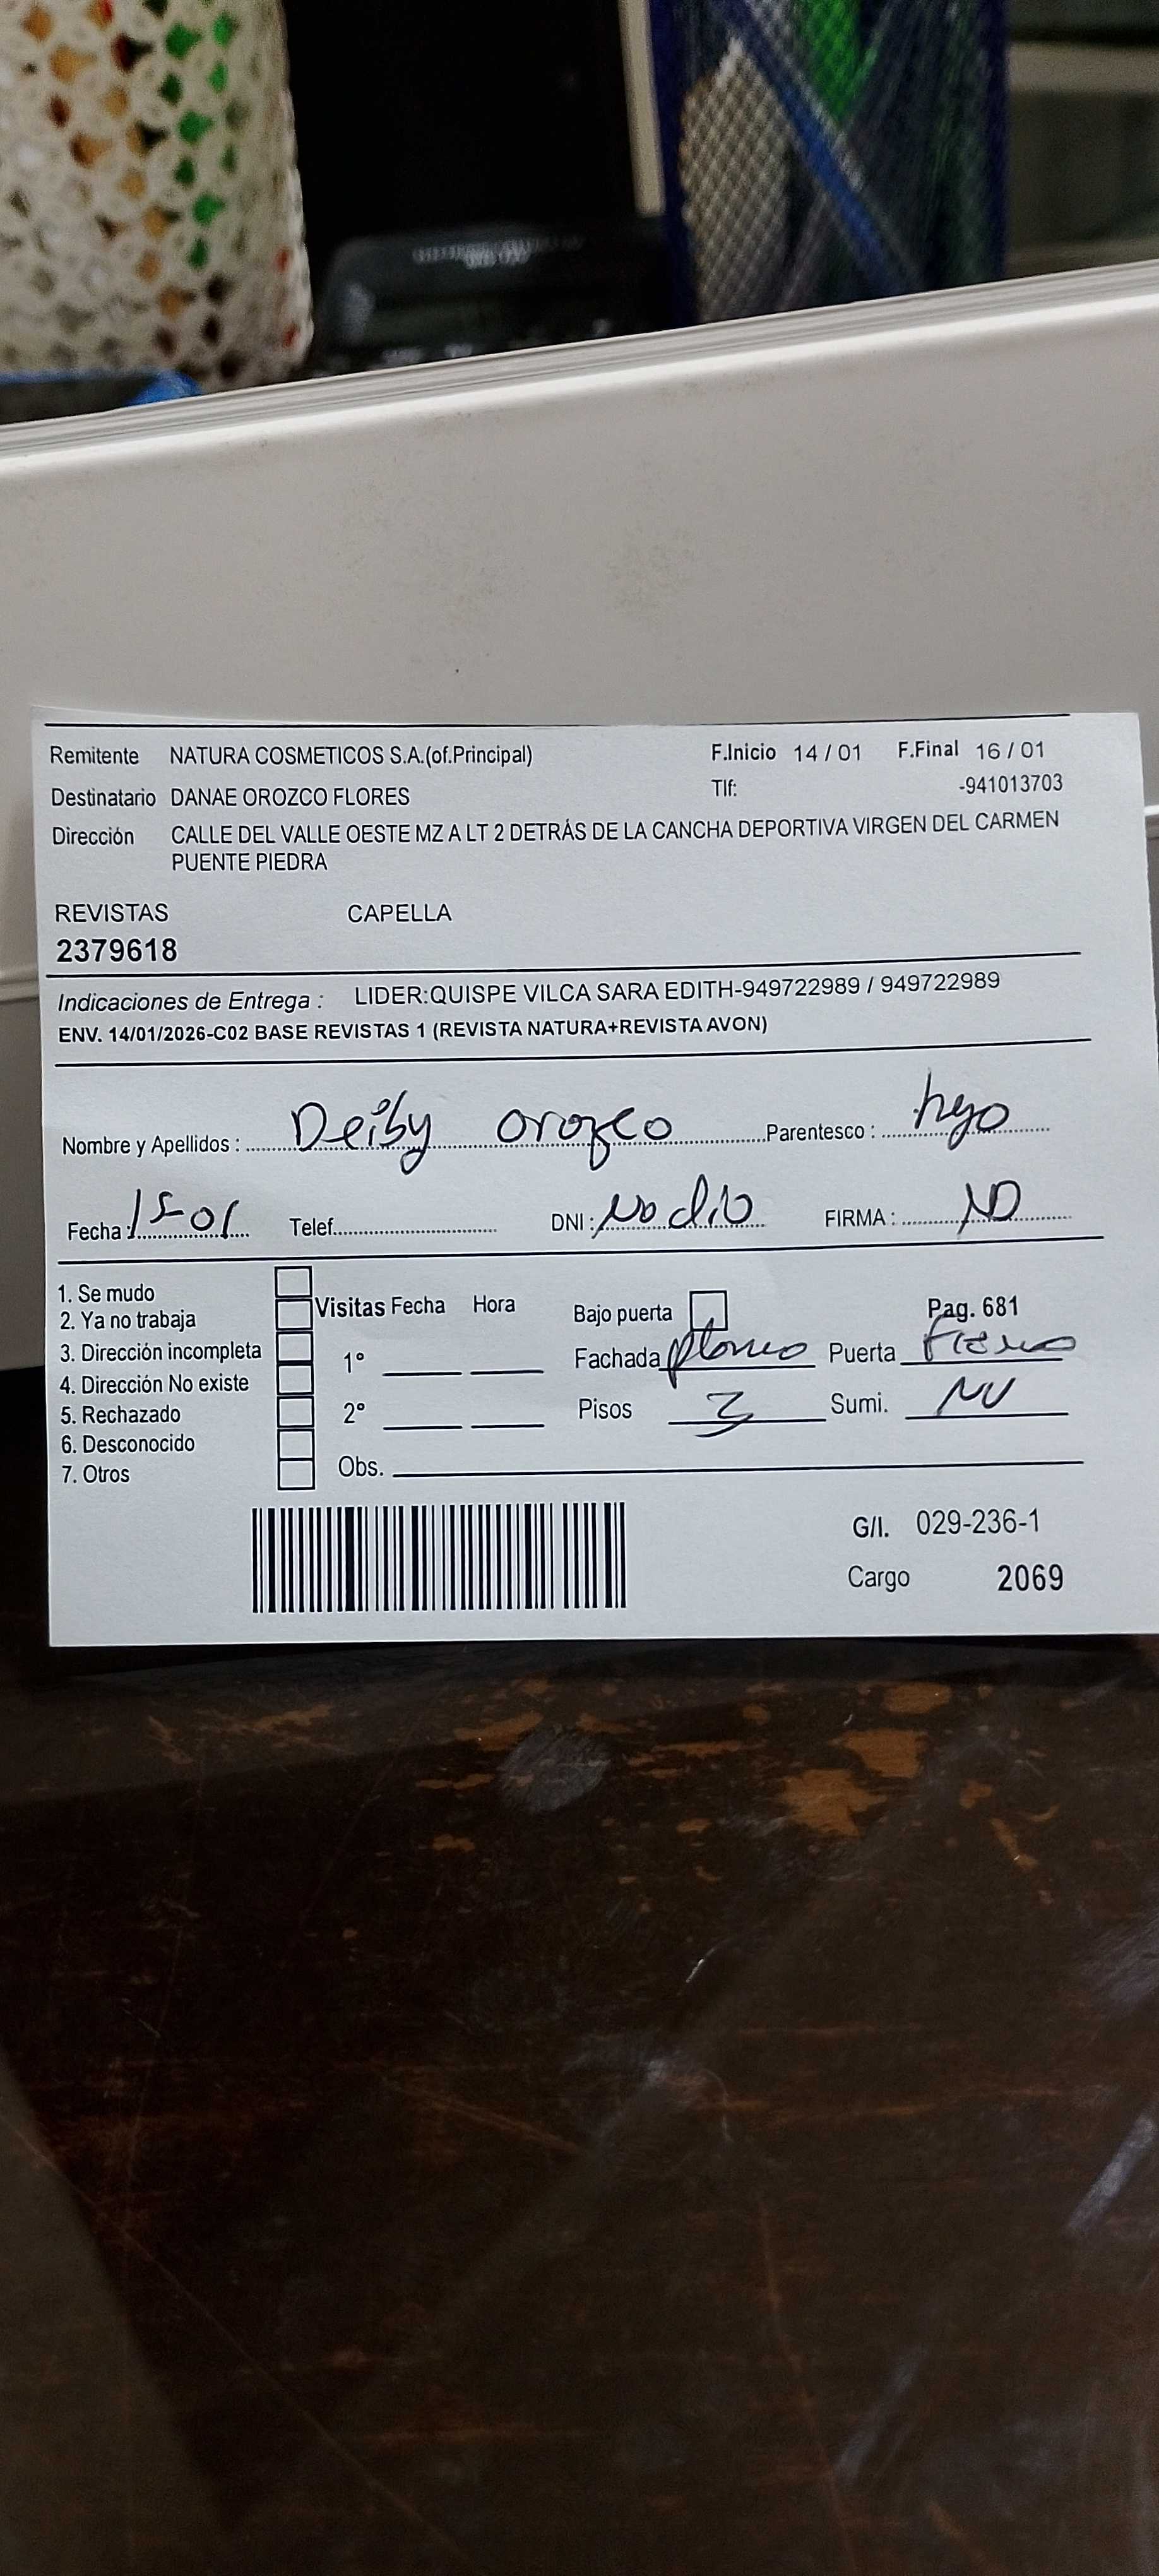 Remitente NATURA COSMETICOS S.A.(of.Principal) F.Inicio 14 / 01 F.Final 16 / 01
Destinatario DANAE OROZCO FLORES Tlf: -941013703
Dirección CALLE DEL VALLE OESTE MZ A LT 2 DETRÁS DE LA CANCHA DEPORTIVA VIRGEN DEL CARMEN
PUENTE PIEDRA
REVISTAS CAPELLA
2379618
Indicaciones de Entrega : LIDER:QUISPE VILCA SARA EDITH-949722989 / 949722989
ENV. 14/01/2026-C02 BASE REVISTAS 1 (REVISTA NATURA+REVISTA AVON)
Nombre y Apellidos : Deiby Orozco Parentesco : hijo
Fecha : 15-01 Telef. DNI : No dio FIRMA : ND
1. Se mudo
2. Ya no trabaja Visitas Fecha Hora Bajo puerta Pag. 681
3. Dirección incompleta 1° Fachada Puerta
4. Dirección No existe
5. Rechazado 2° Pisos 3 Sumi.
6. Desconocido
7. Otros Obs.
G/I. 029-236-1
Cargo 2069